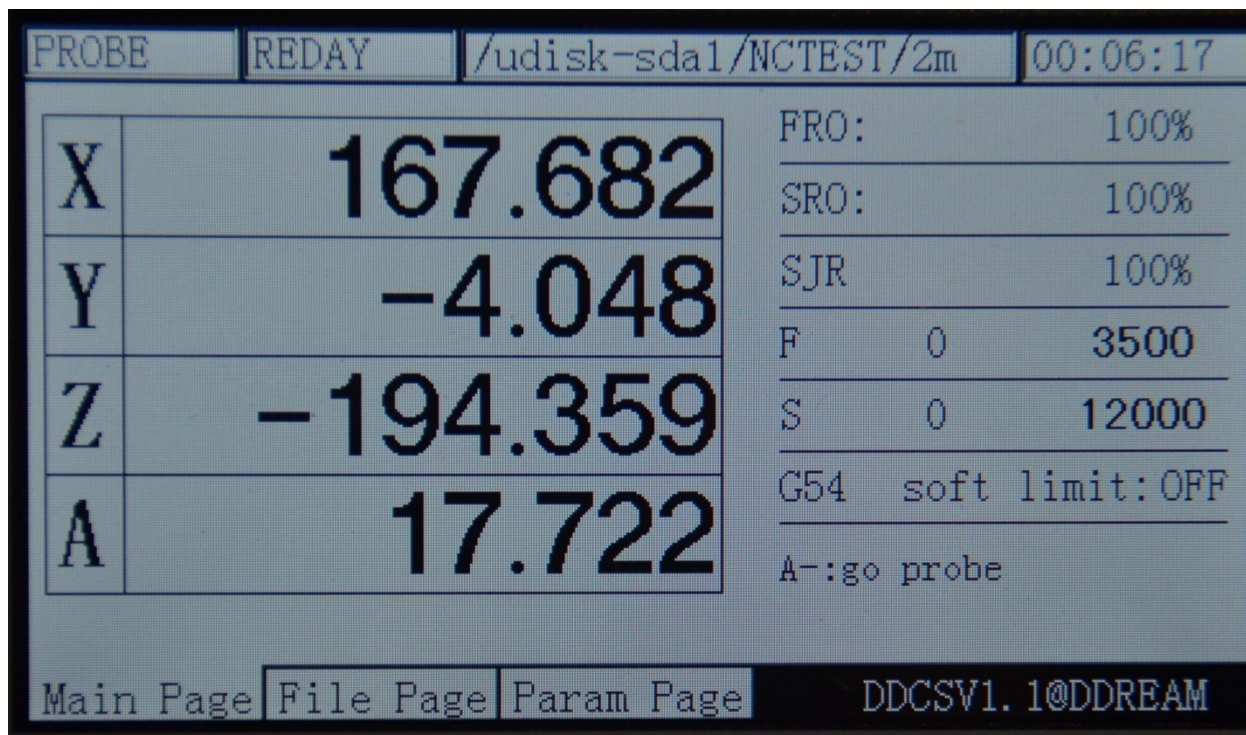 PROBE REDAY /udisk-sda1/NCTEST/2m 00:06:17
X 167.682
Y -4.048
Z -194.359
A 17.722
FRO: 100%
SRO: 100%
SJR 100%
F 0 3500
S 0 12000
G54 soft limit:OFF
A-:go probe
Main Page File Page Param Page DDCSV1.1@DDREAM